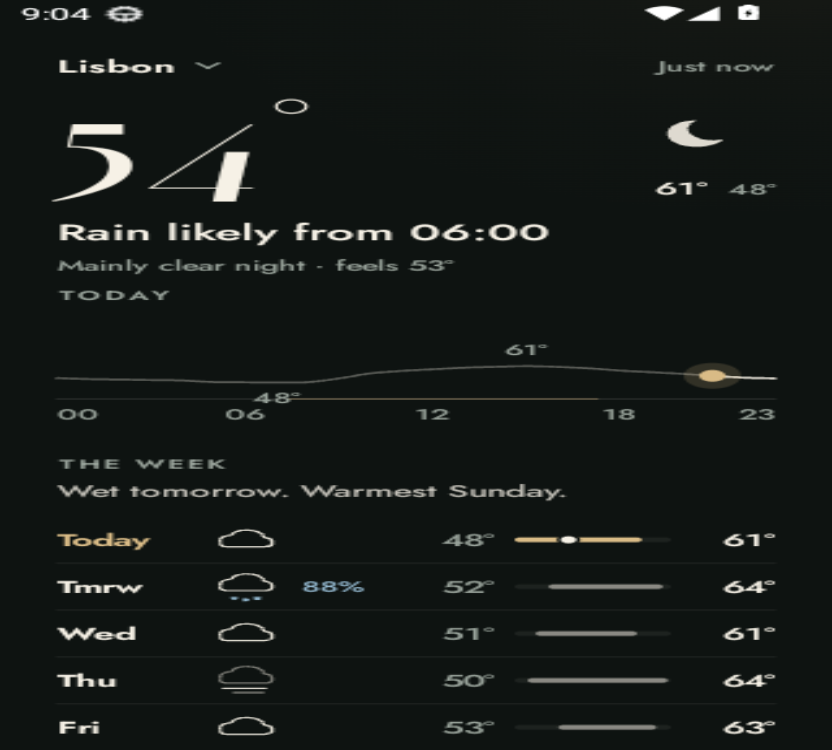 9:04
Lisbon Just now
54°
61° 48°
Rain likely from 06:00
Mainly clear night · feels 53°
TODAY
61°
48°
00 06 12 18 23
THE WEEK
Wet tomorrow. Warmest Sunday.
Today 48° 61°
Tmrw 88% 52° 64°
Wed 51° 61°
Thu 50° 64°
Fri 53° 63°